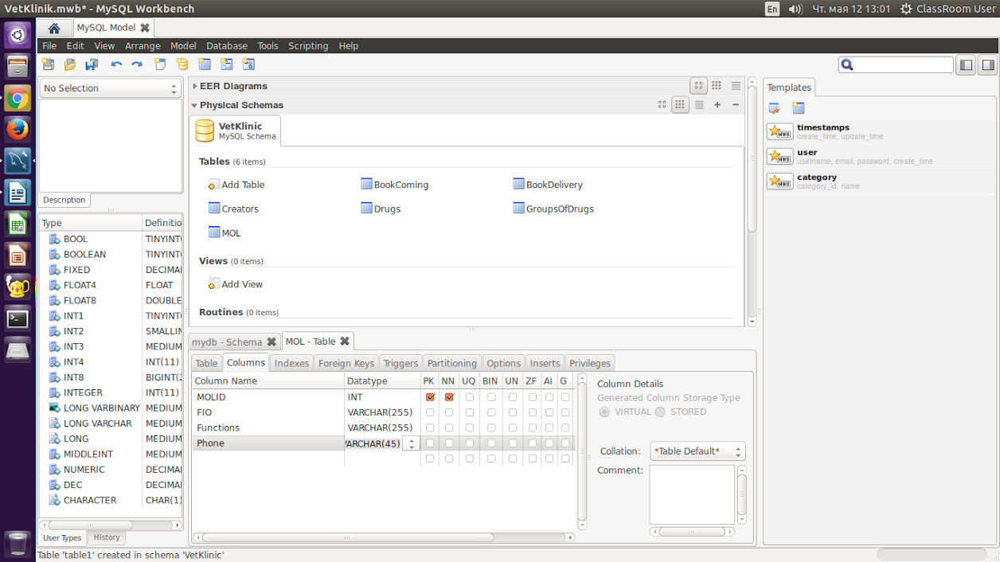 VetKlinik.mwb* - MySQL Workbench
En
Чт. мая 12 13:01
ClassRoom User
MySQL Model
File Edit View Arrange Model Database Tools Scripting Help
No Selection
Description
Type Definitio
BOOL TINYINT(
BOOLEAN TINYINT(
FIXED DECIMAL
FLOAT4 FLOAT
FLOAT8 DOUBLE
INT1 TINYINT(
INT2 SMALLIN
INT3 MEDIUM
INT4 INT(11)
INT8 BIGINT(2
INTEGER INT(11)
LONG VARBINARY MEDIUM
LONG VARCHAR MEDIUM
LONG MEDIUM
MIDDLEINT MEDIUM
NUMERIC DECIMAL
DEC DECIMAL
CHARACTER CHAR(1)
User Types History
EER Diagrams
Physical Schemas
VetKlinic
MySQL Schema
Tables (6 items)
Add Table BookComing BookDelivery
Creators Drugs GroupsOfDrugs
MOL
Views (0 items)
Add View
Routines (0 items)
mydb - Schema MOL - Table
Table Columns Indexes Foreign Keys Triggers Partitioning Options Inserts Privileges
Column Name Datatype PK NN UQ BIN UN ZF AI G
MOLID INT
FIO VARCHAR(255)
Functions VARCHAR(255)
Phone VARCHAR(45)
Column Details
Generated Column Storage Type
VIRTUAL STORED
Collation: *Table Default*
Comment:
Templates
MWB timestamps
create_time, update_time
MWB user
username, email, password, create_time
MWB category
category_id, name
Table 'table1' created in schema 'VetKlinic'